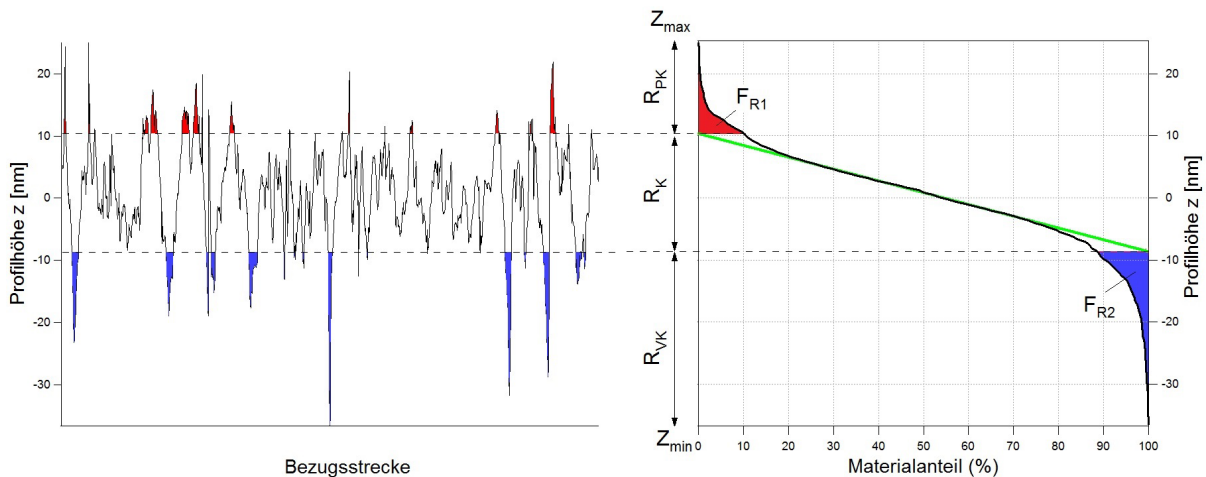 20
10
0
-10
-20
-30
Profilhöhe z [nm]
Bezugsstrecke
Zmax
RPK
RK
RVK
Zmin
FR1
FR2
20
10
0
-10
-20
-30
Profilhöhe z [nm]
0 10 20 30 40 50 60 70 80 90 100
Materialanteil (%)